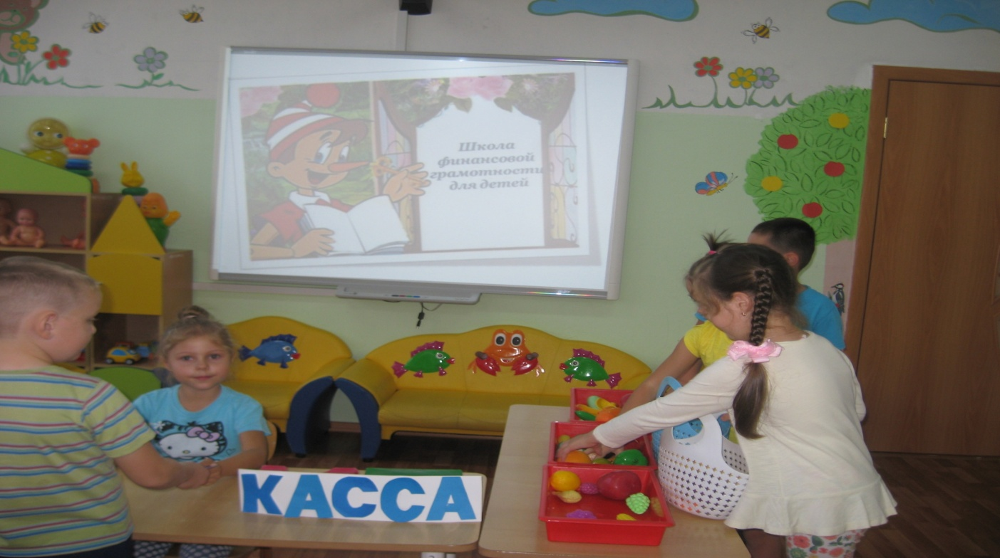 Школа
финансовой
грамотности
для детей
КАССА